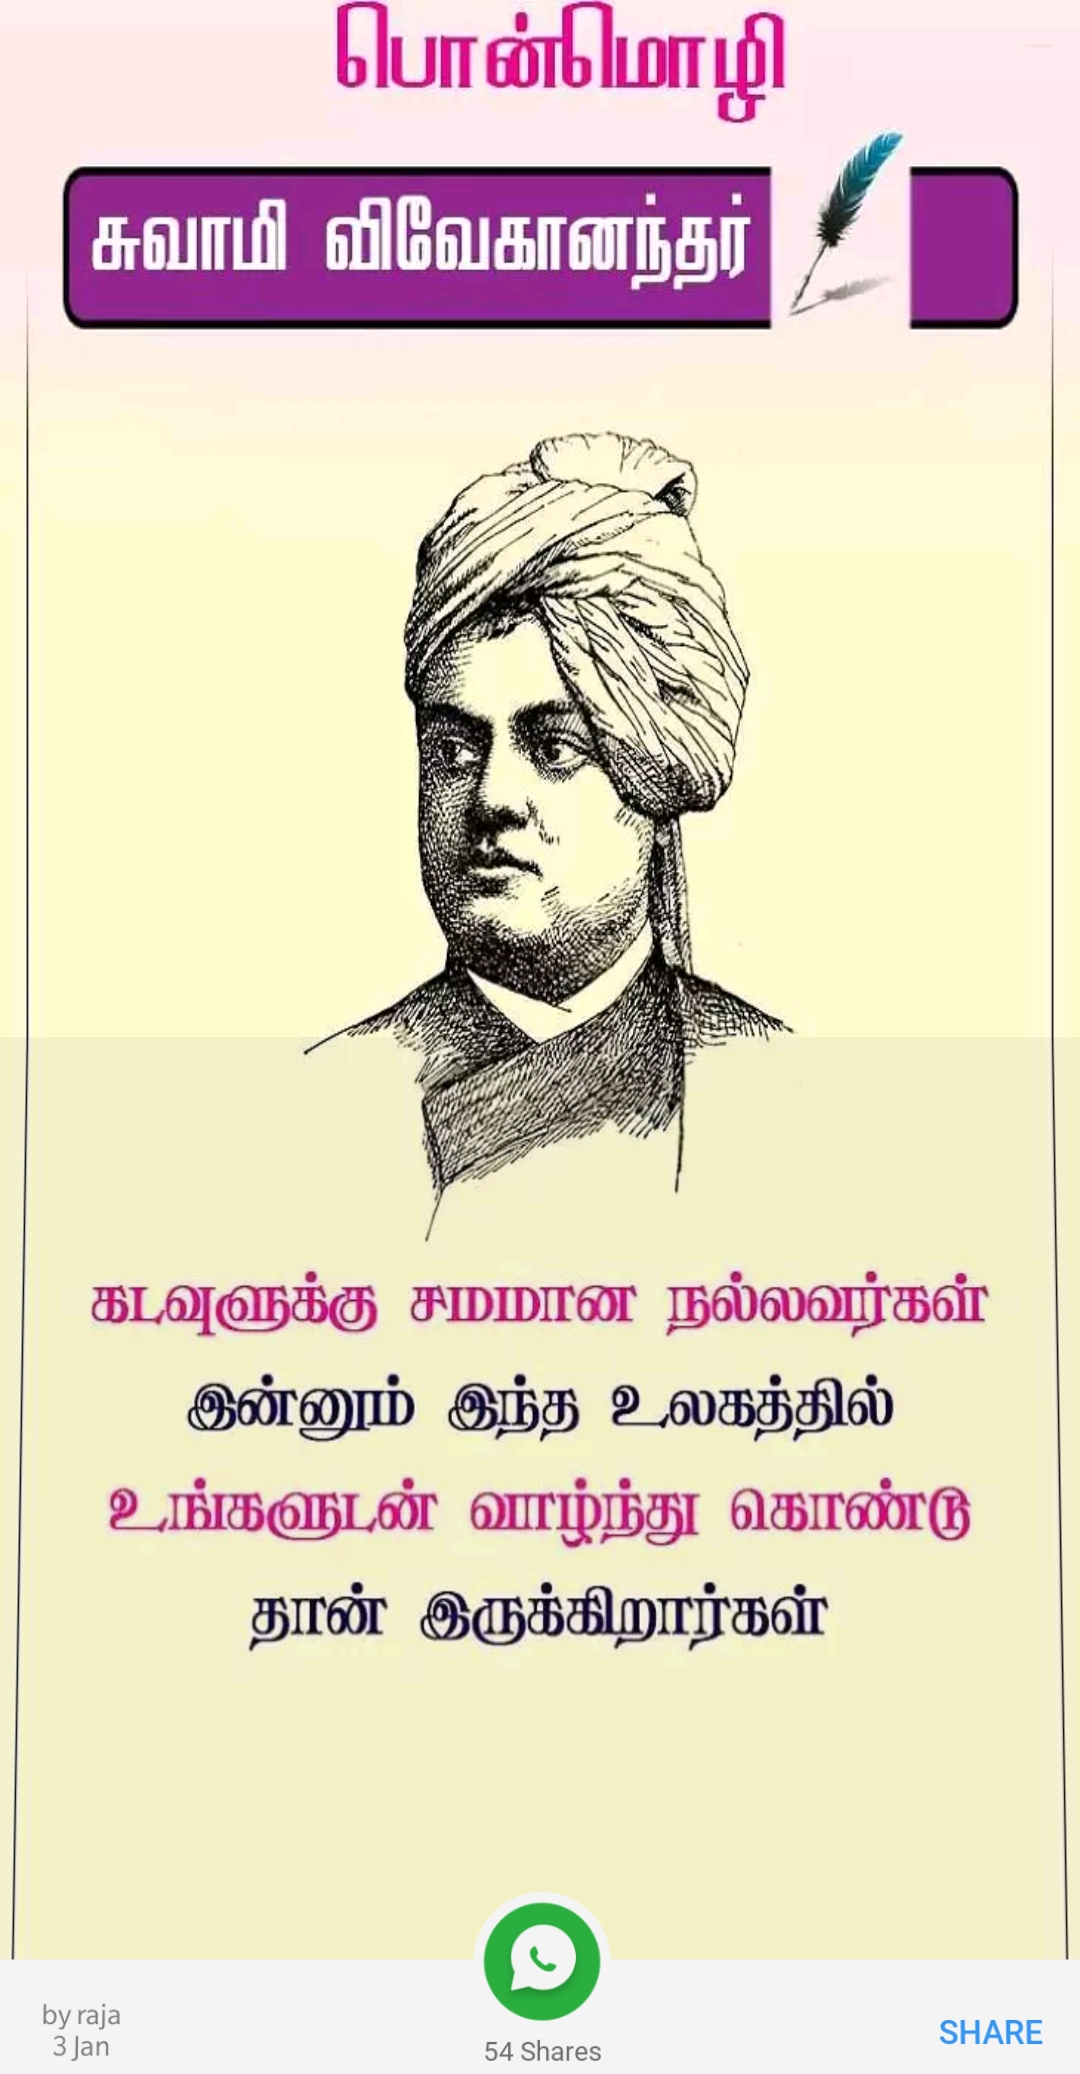 பொன்மொழி
சுவாமி விவேகானந்தர்
கடவுளுக்கு சமமான நல்லவர்கள்
இன்னும் இந்த உலகத்தில்
உங்களுடன் வாழ்ந்து கொண்டு
தான் இருக்கிறார்கள்
by raja
3 Jan
54 Shares
SHARE